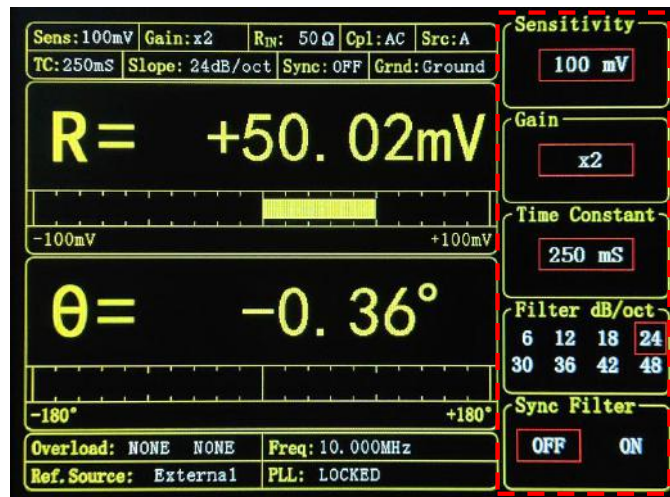 Sens:100mV Gain:x2 RIN: 50Ω Cpl:AC Src:A
TC:250mS Slope: 24dB/oct Sync:OFF Grnd:Ground
R= +50.02mV
-100mV +100mV
θ= -0.36°
-180° +180°
Overload: NONE NONE Freq:10.000MHz
Ref.Source: External PLL: LOCKED
Sensitivity
100 mV
Gain
x2
Time Constant
250 mS
Filter dB/oct
6 12 18 24
30 36 42 48
Sync Filter
OFF ON